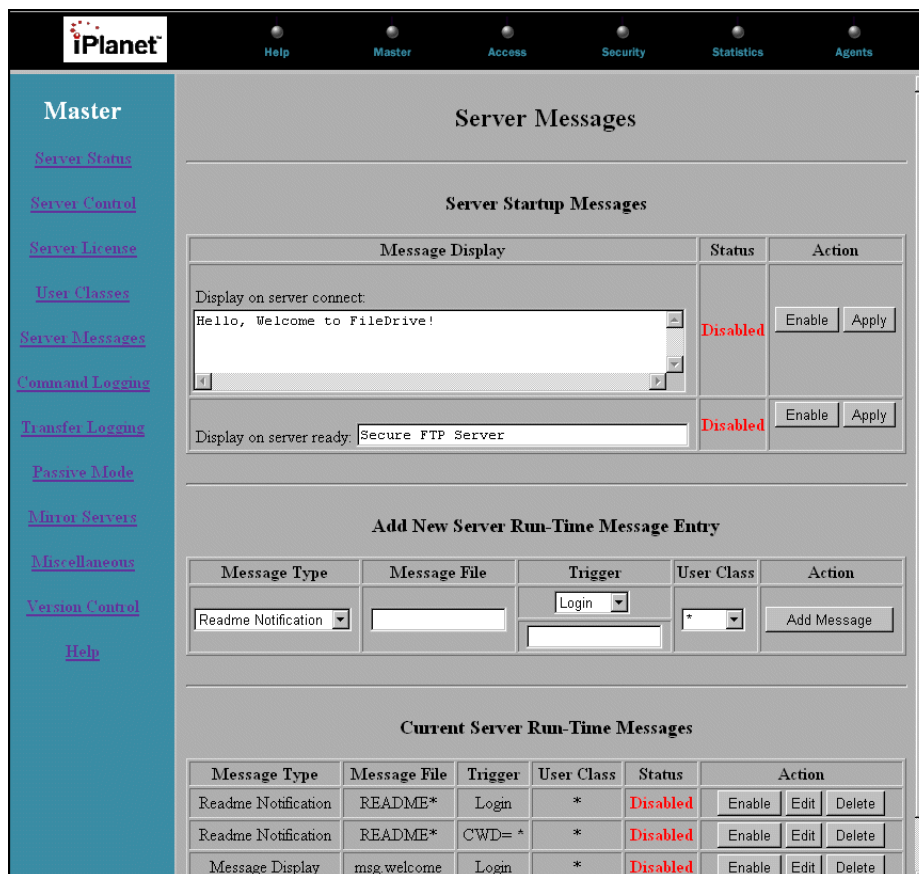 iPlanet
Help Master Access Security Statistics Agents
Master
Server Status
Server Control
Server License
User Classes
Server Messages
Command Logging
Transfer Logging
Passive Mode
Mirror Servers
Miscellaneous
Version Control
Help
Server Messages
Server Startup Messages
Message Display Status Action
Display on server connect:
Hello, Welcome to FileDrive!
Disabled Enable Apply
Display on server ready: Secure FTP Server Disabled Enable Apply
Add New Server Run-Time Message Entry
Message Type Message File Trigger User Class Action
Readme Notification Login * Add Message
Current Server Run-Time Messages
Message Type Message File Trigger User Class Status Action
Readme Notification README* Login * Disabled Enable Edit Delete
Readme Notification README* CWD= * * Disabled Enable Edit Delete
Message Display msg.welcome Login * Disabled Enable Edit Delete